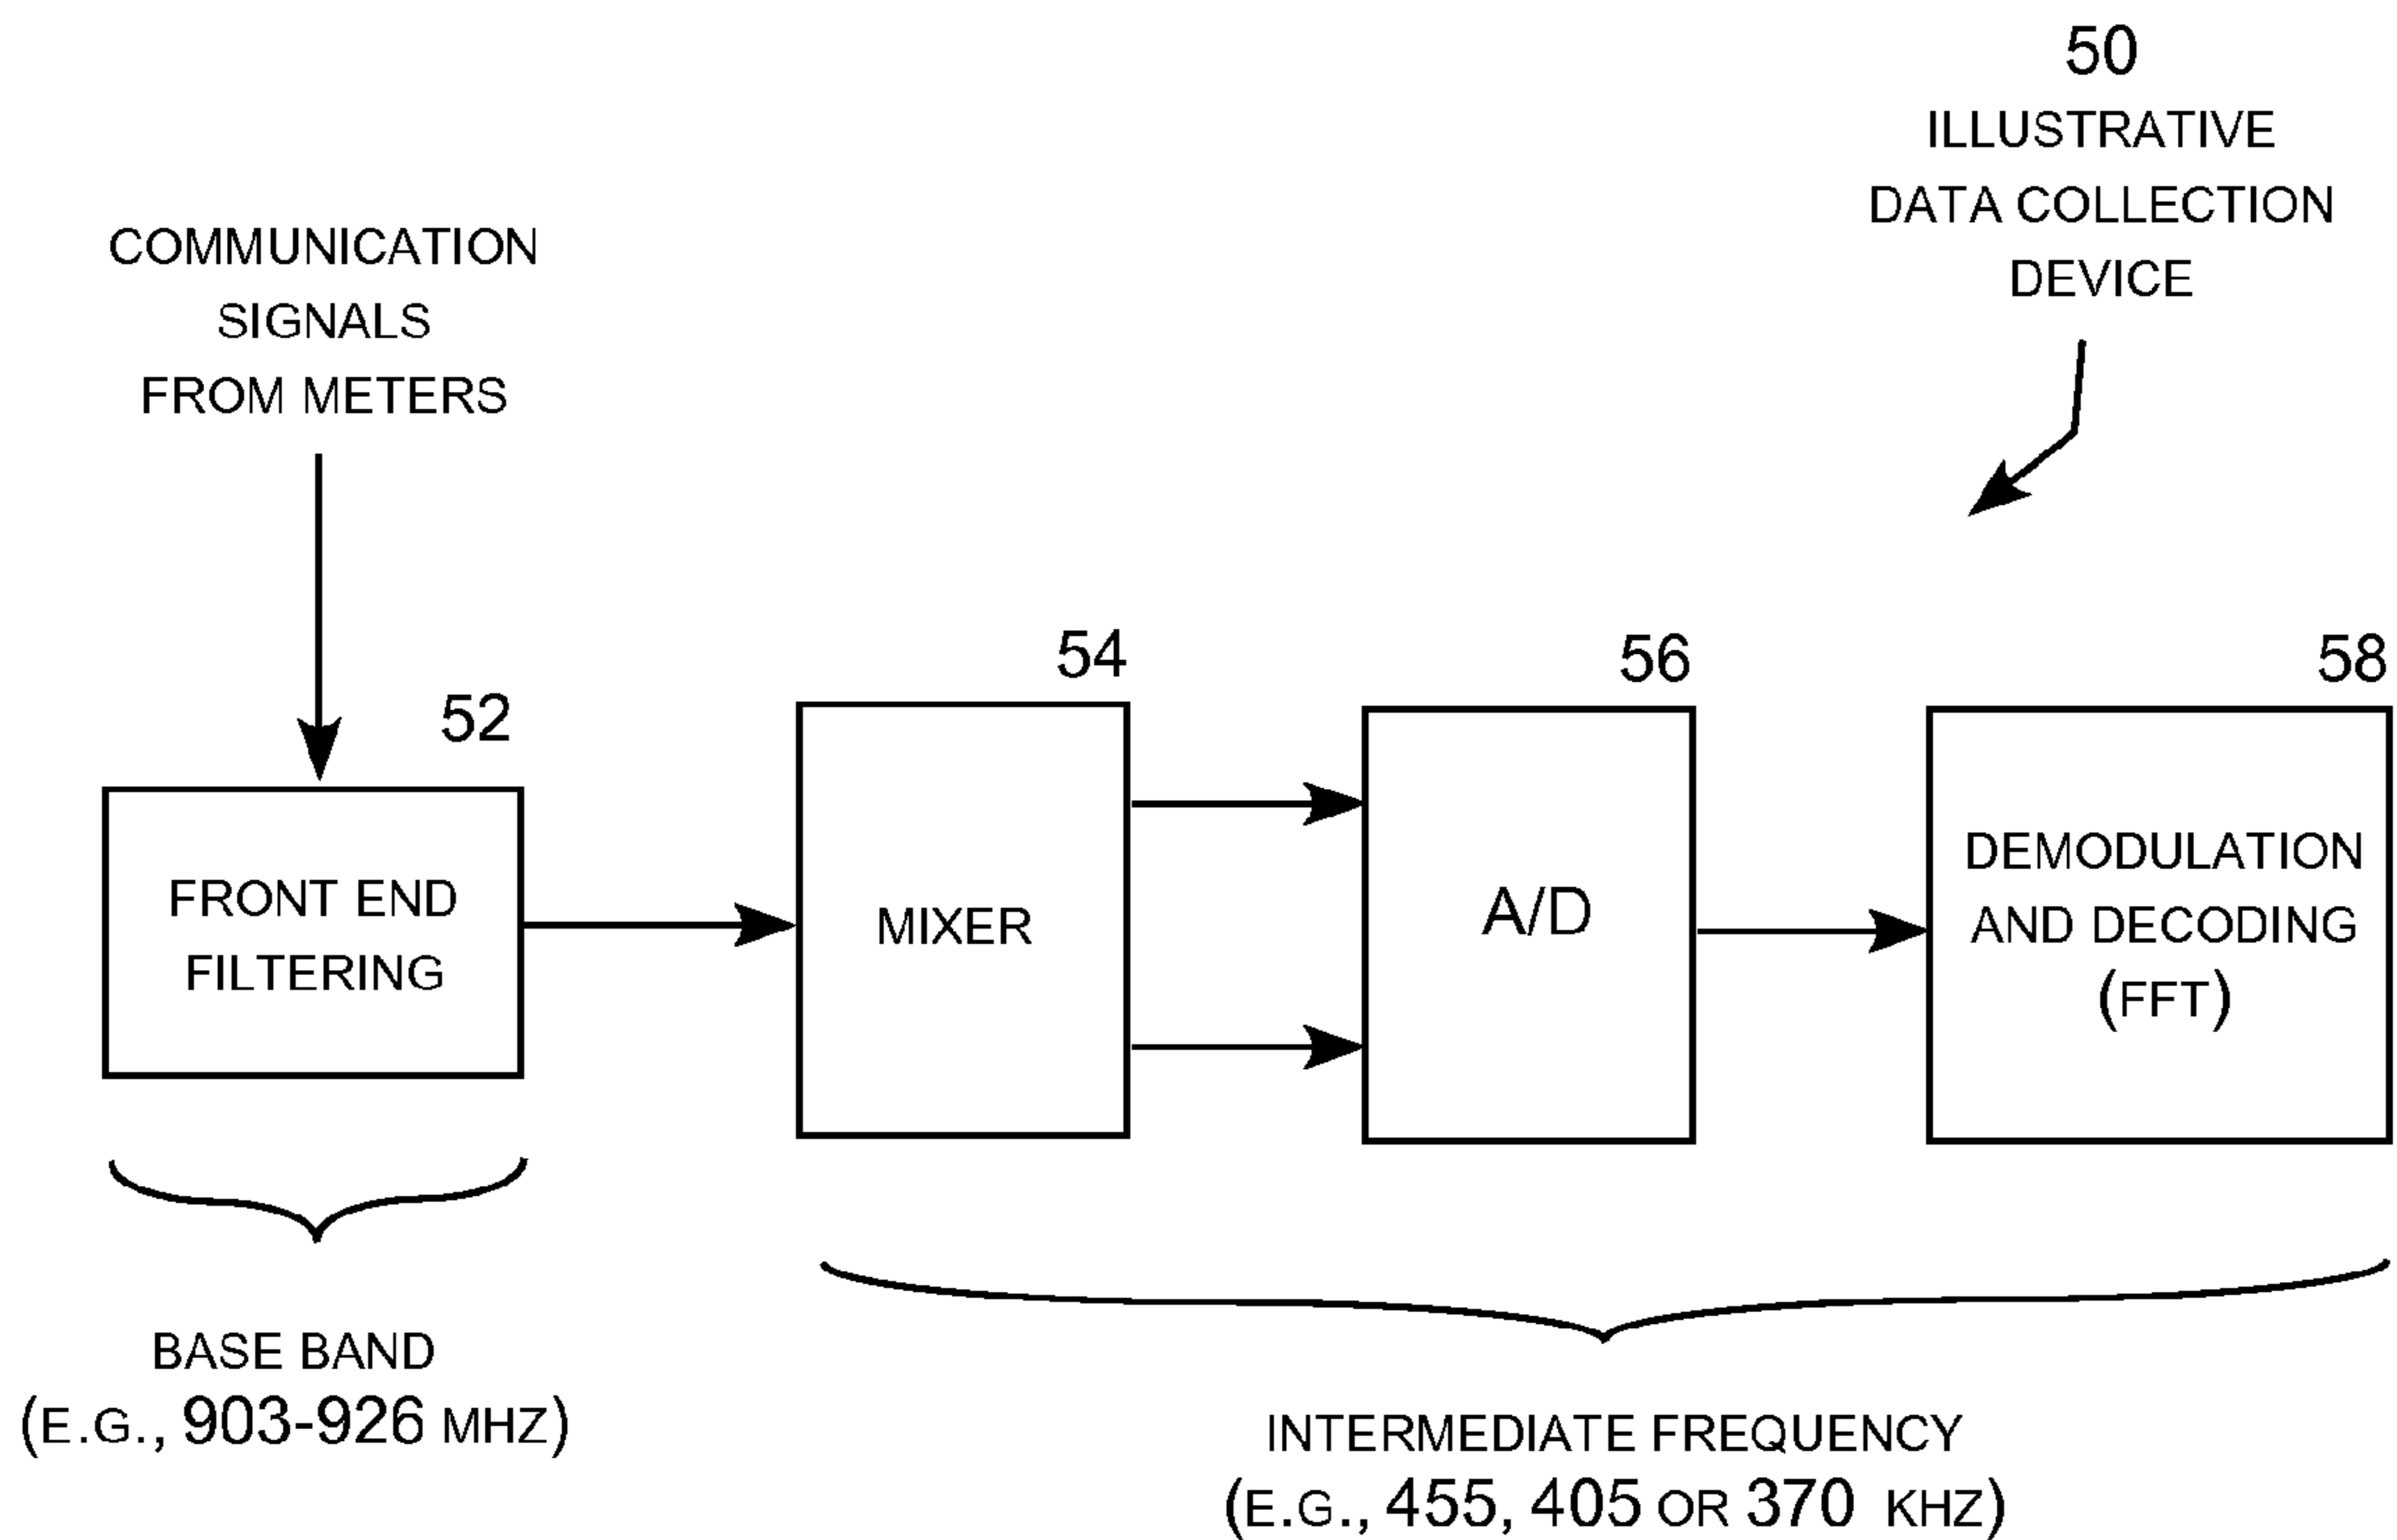 50
ILLUSTRATIVE
DATA COLLECTION
DEVICE
COMMUNICATION
SIGNALS
FROM METERS
52
FRONT END
FILTERING
54
MIXER
56
A/D
58
DEMODULATION
AND DECODING
(FFT)
BASE BAND
(E.G., 903-926 MHZ)
INTERMEDIATE FREQUENCY
(E.G., 455, 405 OR 370 KHZ)